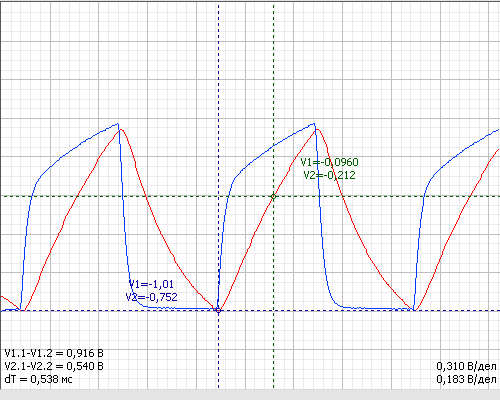 V1=-0,0960
V2=-0,212
V1=-1,01
V2=-0,752
V1.1-V1.2 = 0,916 В
V2.1-V2.2 = 0,540 В
dT = 0,538 мс
0,310 В/дел
0,183 В/дел